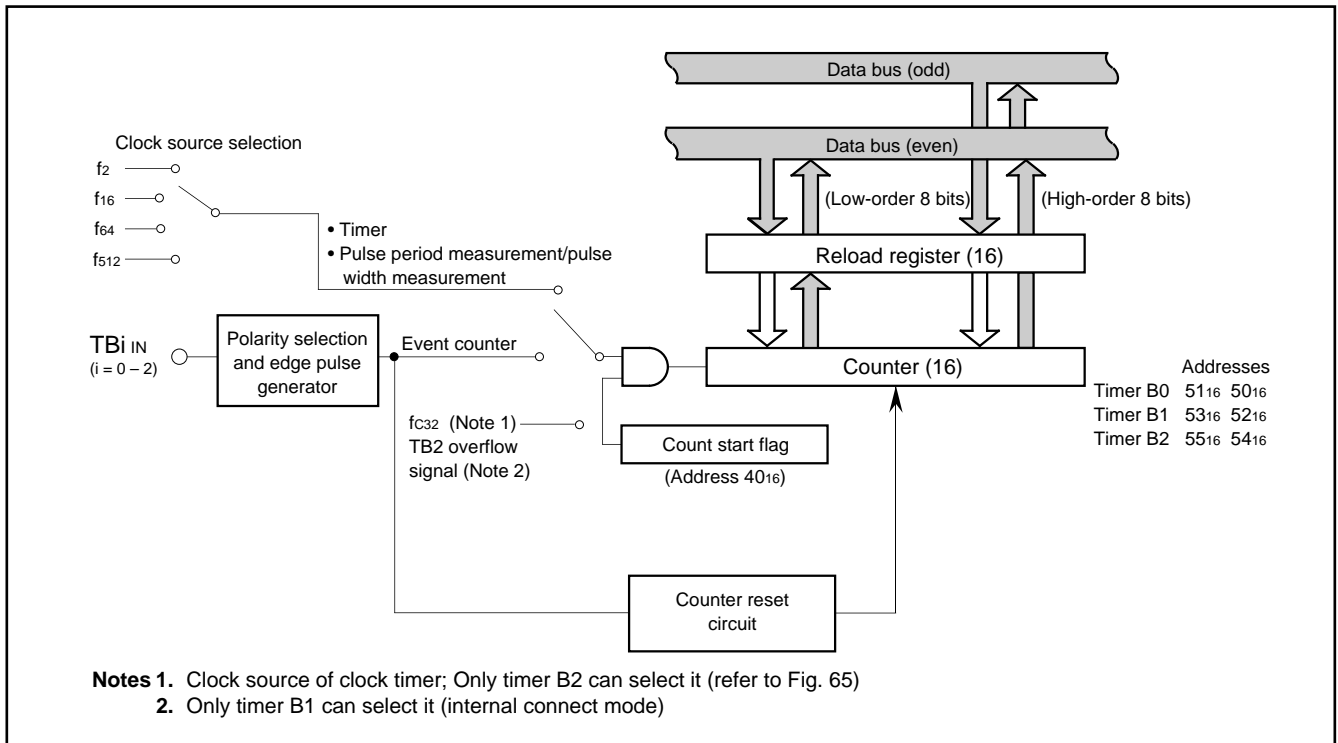 Data bus (odd)
Data bus (even)
(Low-order 8 bits)
(High-order 8 bits)
Clock source selection
f2
f16
f64
f512
• Timer
• Pulse period measurement/pulse
width measurement
Reload register (16)
TBi IN
(i = 0 – 2)
Polarity selection
and edge pulse
generator
Event counter
Counter (16)
fC32 (Note 1)
TB2 overflow
signal (Note 2)
Count start flag
(Address 4016)
Addresses
Timer B0 5116 5016
Timer B1 5316 5216
Timer B2 5516 5416
Counter reset
circuit
Notes 1. Clock source of clock timer; Only timer B2 can select it (refer to Fig. 65)
2. Only timer B1 can select it (internal connect mode)